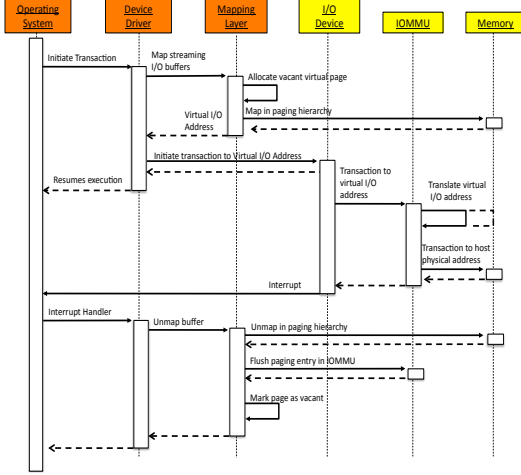 Operating
System
Device
Driver
Mapping
Layer
I/O
Device
IOMMU
Memory
Initiate Transaction
Map streaming
I/O buffers
Allocate vacant virtual page
Virtual I/O
Address
Map in paging hierarchy
Initiate transaction to Virtual I/O Address
Resumes execution
Transaction to
virtual I/O
address
Translate virtual
I/O address
Transaction to host
physical address
Interrupt
Interrupt Handler
Unmap buffer
Unmap in paging hierarchy
Flush paging entry in IOMMU
Mark page as vacant